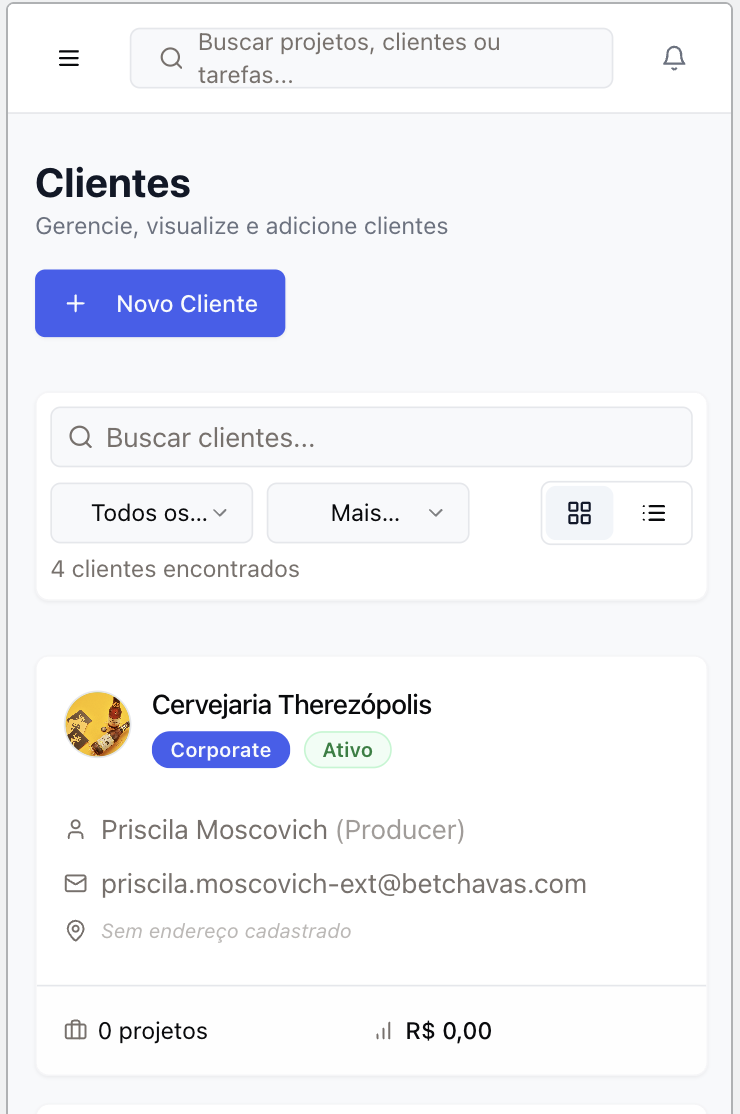 Buscar projetos, clientes ou
tarefas...
Clientes
Gerencie, visualize e adicione clientes
+ Novo Cliente
Buscar clientes...
Todos os...
Mais...
4 clientes encontrados
Cervejaria Therezópolis
Corporate
Ativo
Priscila Moscovich (Producer)
priscila.moscovich-ext@betchavas.com
Sem endereço cadastrado
0 projetos
R$ 0,00